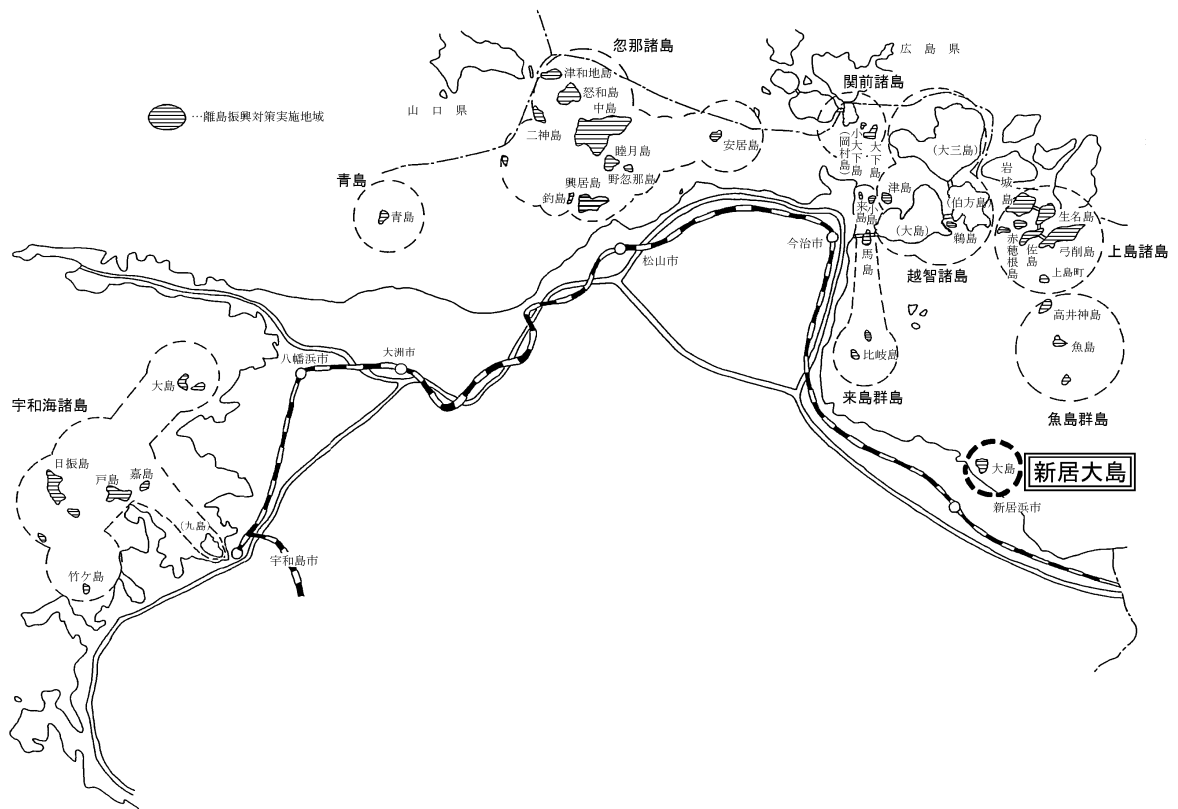 忽那諸島
津和地島
怒和島
中島
二神島
睦月島
野忽那島
興居島
釣島
安居島
山口県
広島県
関前諸島
小大下島
大下島
(岡村島)
(大三島)
岩城島
生名島
弓削島
佐島
赤穂根島
上島町
上島諸島
津島
(伯方島)
(大島)
鵜島
越智諸島
来島
小島
馬島
比岐島
来島群島
高井神島
魚島
魚島群島
…離島振興対策実施地域
青島
青島
今治市
松山市
大洲市
八幡浜市
大島
宇和海諸島
日振島
戸島
嘉島
(九島)
竹ケ島
宇和島市
大島
新居大島
新居浜市